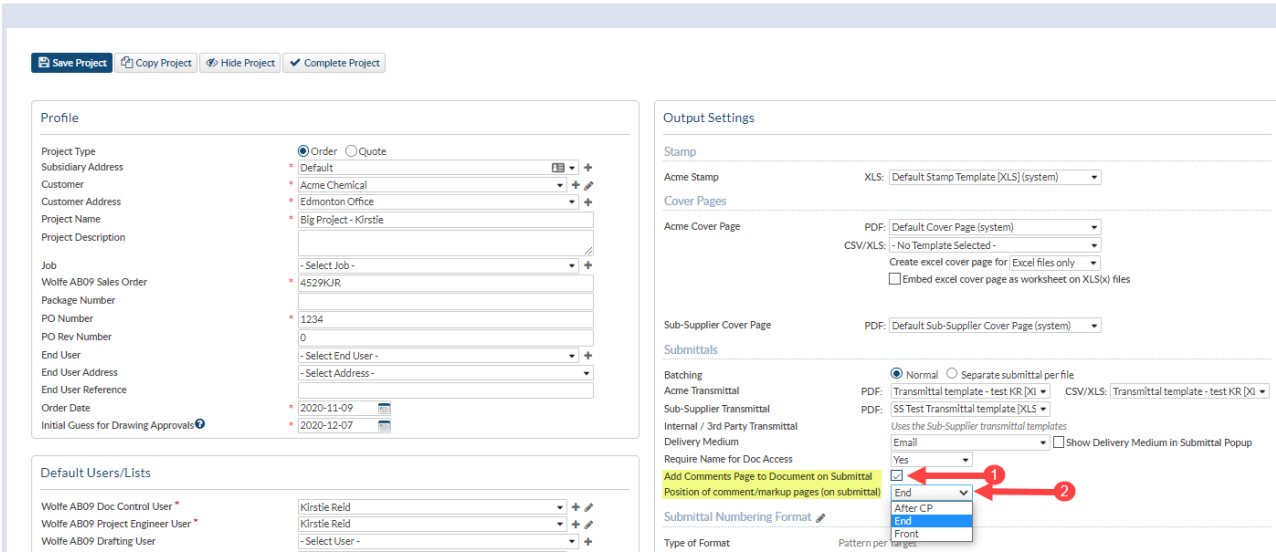 Save Project Copy Project Hide Project Complete Project
Profile
Project Type Order Quote
Subsidiary Address * Default
Customer * Acme Chemical
Customer Address * Edmonton Office
Project Name * Big Project - Kirstie
Project Description
Job - Select Job -
Wolfe AB09 Sales Order * 4529KJR
Package Number
PO Number * 1234
PO Rev Number 0
End User - Select End User -
End User Address - Select Address -
End User Reference
Order Date * 2020-11-09
Initial Guess for Drawing Approvals * 2020-12-07
Default Users/Lists
Wolfe AB09 Doc Control User * Kirstie Reid
Wolfe AB09 Project Engineer User * Kirstie Reid
Wolfe AB09 Drafting User - Select User -
Output Settings
Stamp
Acme Stamp XLS: Default Stamp Template [XLS] (system)
Cover Pages
Acme Cover Page PDF: Default Cover Page (system)
CSV/XLS: - No Template Selected -
Create excel cover page for Excel files only
Embed excel cover page as worksheet on XLS(x) files
Sub-Supplier Cover Page PDF: Default Sub-Supplier Cover Page (system)
Submittals
Batching Normal Separate submittal per file
Acme Transmittal PDF: Transmittal template - test KR [XL CSV/XLS: Transmittal template - test KR [XL
Sub-Supplier Transmittal PDF: SS Test Transmittal template [XLS
Internal / 3rd Party Transmittal Uses the Sub-Supplier transmittal templates
Delivery Medium Email Show Delivery Medium in Submittal Popup
Require Name for Doc Access Yes
Add Comments Page to Document on Submittal 1
Position of comment/markup pages (on submittal) End 2
After CP
End
Front
Submittal Numbering Format
Type of Format Pattern per Target